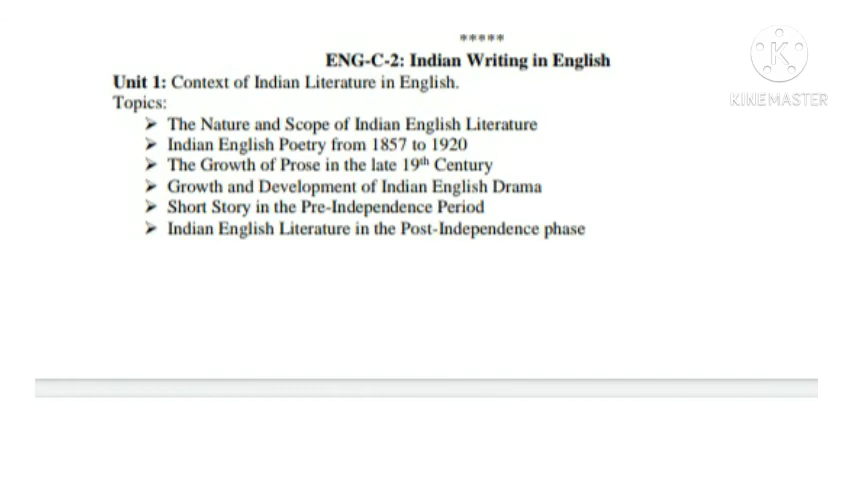 *****
ENG-C-2: Indian Writing in English
KINEMASTER
Unit 1: Context of Indian Literature in English.
Topics:
➤ The Nature and Scope of Indian English Literature
➤ Indian English Poetry from 1857 to 1920
➤ The Growth of Prose in the late 19th Century
➤ Growth and Development of Indian English Drama
➤ Short Story in the Pre-Independence Period
➤ Indian English Literature in the Post-Independence phase